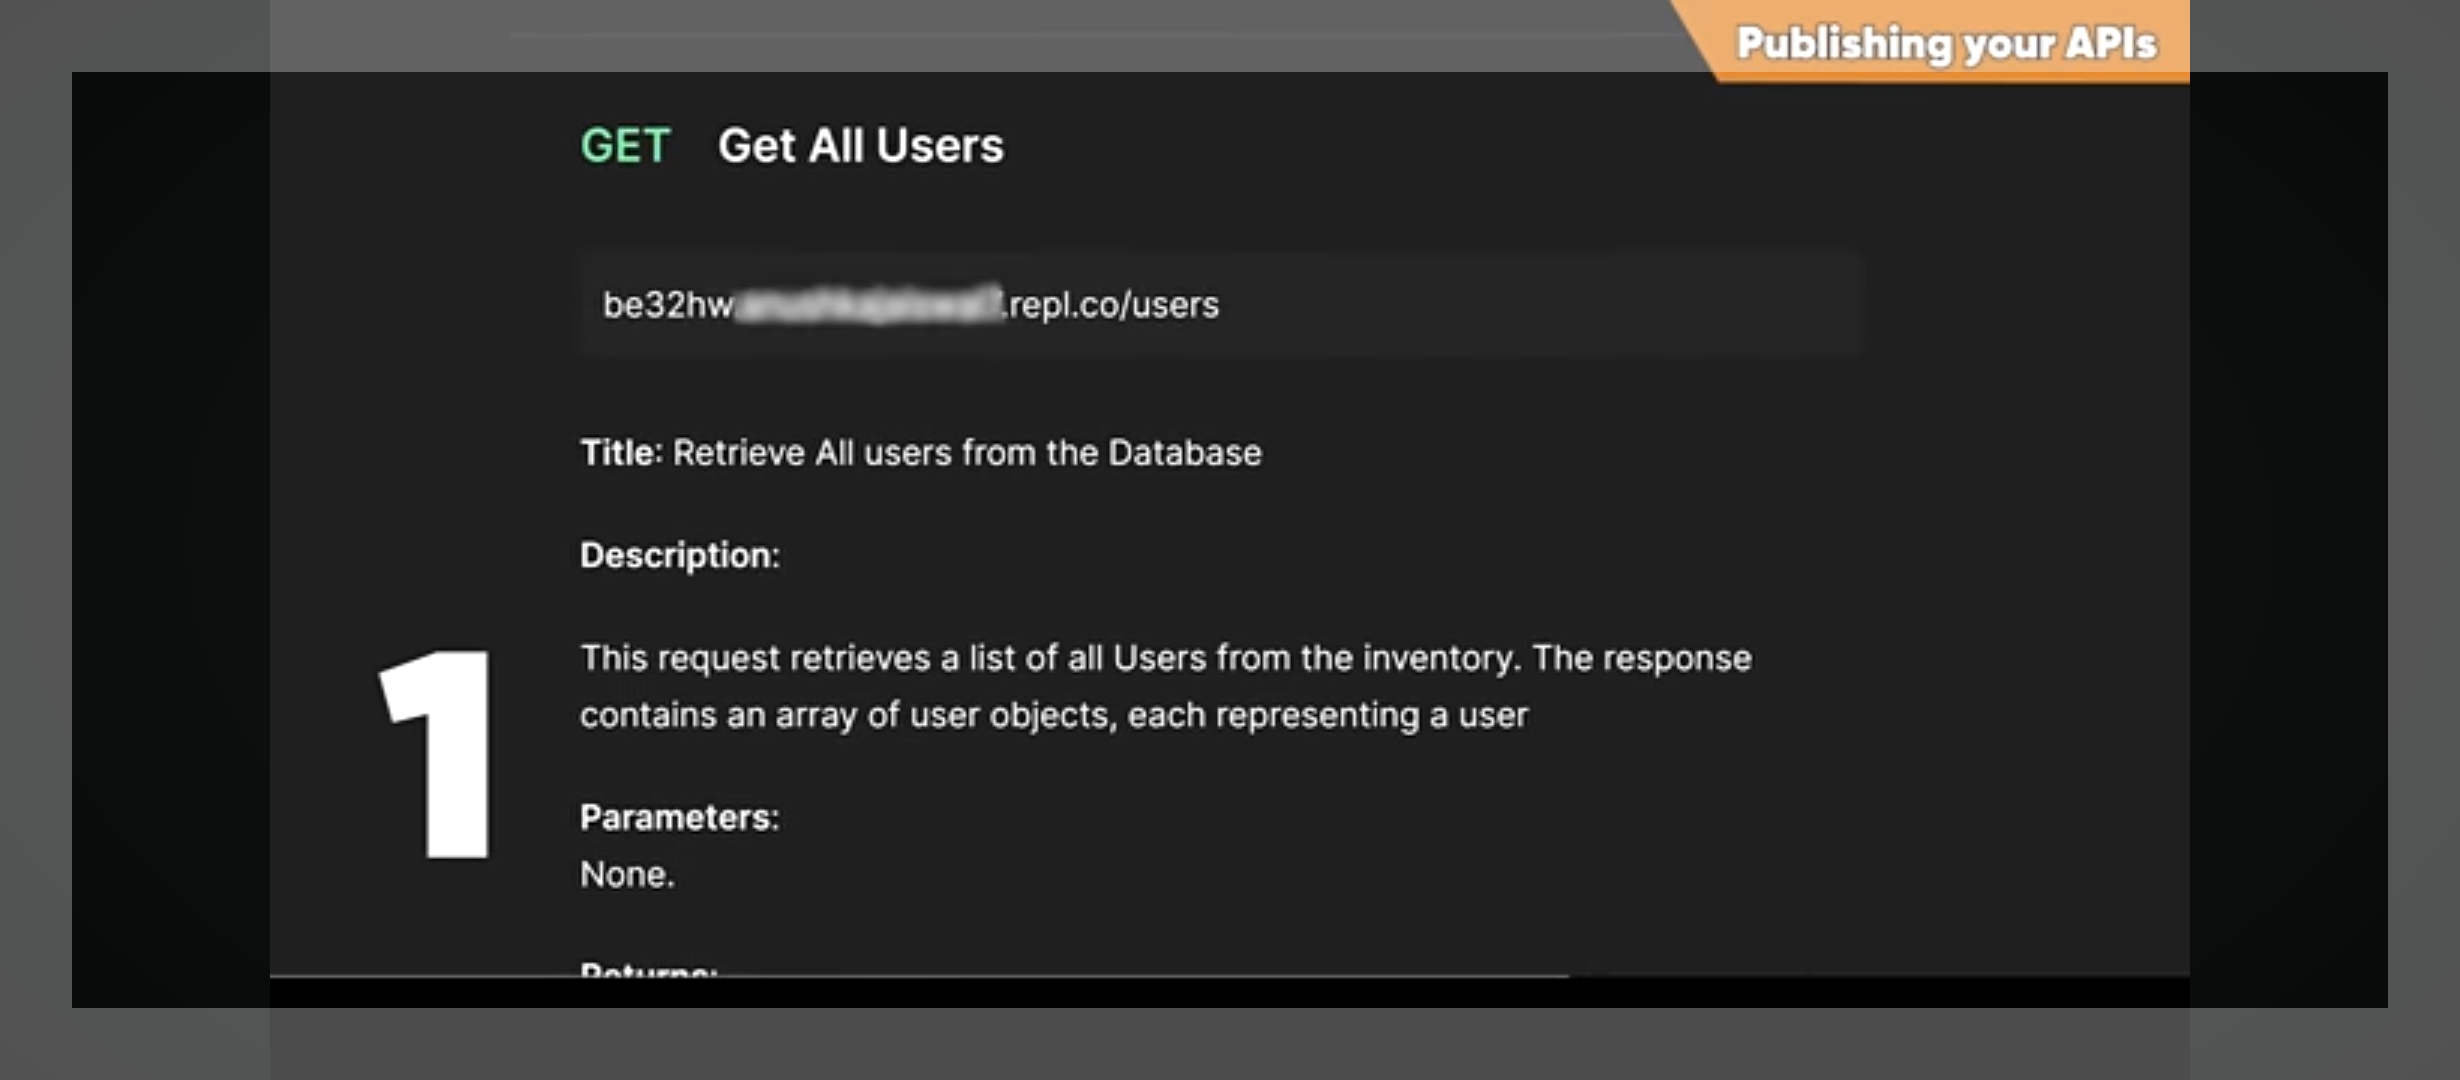 Publishing your APIs
GET Get All Users
be32hw .repl.co/users
Title: Retrieve All users from the Database
Description:
This request retrieves a list of all Users from the inventory. The response
contains an array of user objects, each representing a user
1
Parameters:
None.
Returns: